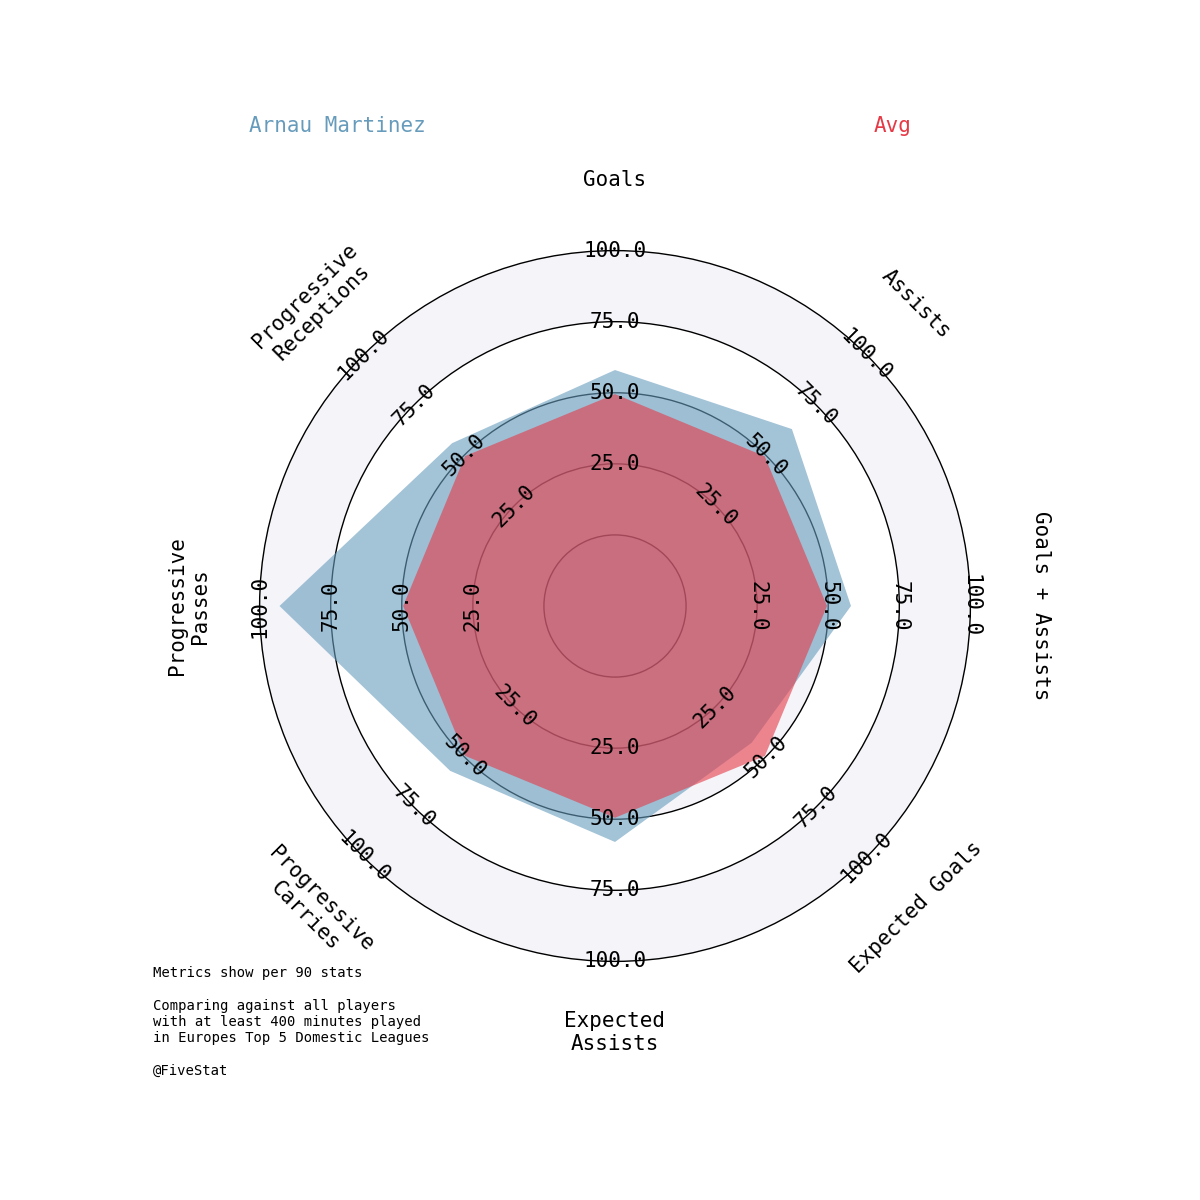 Arnau Martinez
Avg
Goals
Assists
Goals + Assists
Expected Goals
Expected
Assists
Progressive
Carries
Progressive
Passes
Progressive
Receptions
25.0
50.0
75.0
100.0
25.0
50.0
75.0
100.0
25.0
50.0
75.0
100.0
25.0
50.0
75.0
100.0
25.0
50.0
75.0
100.0
25.0
50.0
75.0
100.0
25.0
50.0
75.0
100.0
25.0
50.0
75.0
100.0
Metrics show per 90 stats
Comparing against all players
with at least 400 minutes played
in Europes Top 5 Domestic Leagues
@FiveStat